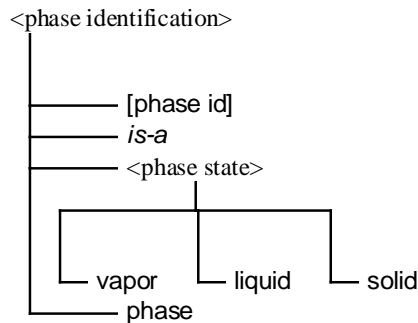 <phase identification>
[phase id]
is-a
<phase state>
vapor liquid solid
phase